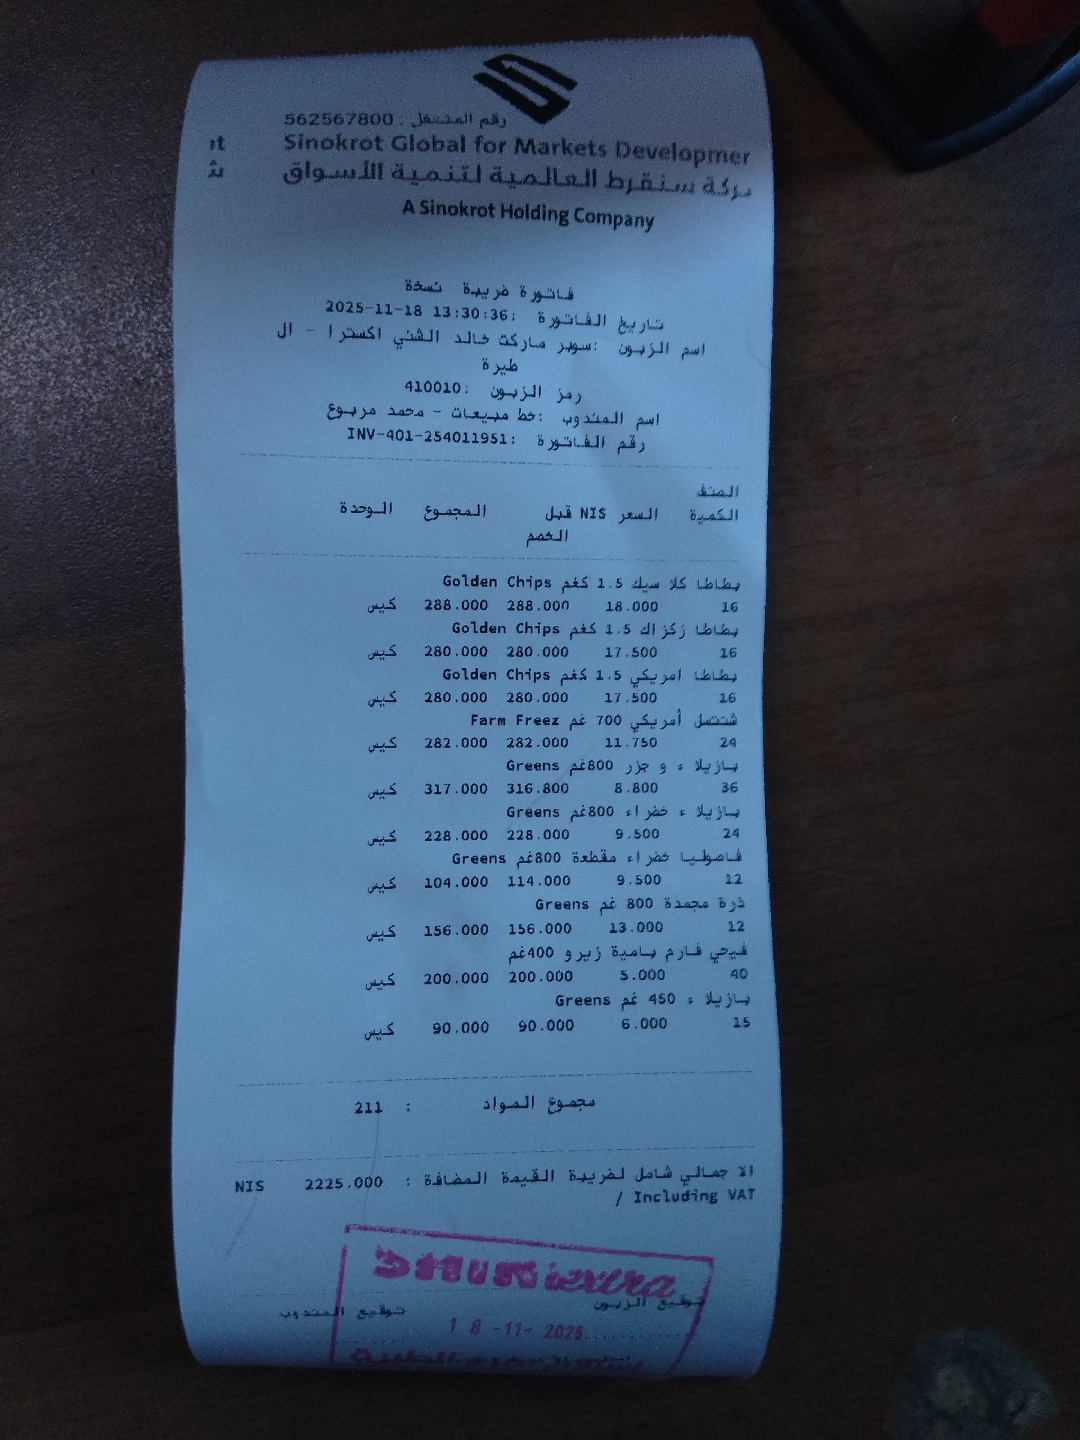 رقم المشتغل : 562567800
Sinokrot Global for Markets Developmer
nt
شركة سنقرط العالمية لتنمية الأسواق
A Sinokrot Holding Company
فاتورة ضريبة نسخة
تاريخ الفاتورة :2025-11-18 13:30:36
اسم الزبون :سوبر ماركت خالد الشني اكسترا - ال
طيرة
رمز الزبون :410010
اسم المندوب :خط مبيعات - محمد مربوع
رقم الفاتورة :INV-401-254011951
الصنف
الكمية السعر NIS قبل المجموع الوحدة
الخصم
بطاطا كلا سيك 1.5 كغم Golden Chips
16 18.000 288.000 288.000 كيس
بطاطا زكزاك 1.5 كغم Golden Chips
16 17.500 280.000 280.000 كيس
بطاطا امريكي 1.5 كغم Golden Chips
16 17.500 280.000 280.000 كيس
شنتسل أمريكي 700 غم Farm Freez
24 11.750 282.000 282.000 كيس
بازيلا ء و جزر 800غم Greens
36 8.800 316.800 317.000 كيس
بازيلا ء خضراء 800غم Greens
24 9.500 228.000 228.000 كيس
فاصوليا خضراء مقطعة 800غم Greens
12 9.500 114.000 104.000 كيس
ذرة مجمدة 800 غم Greens
12 13.000 156.000 156.000 كيس
فيجي فارم بامية زيرو 400غم
40 5.000 200.000 200.000 كيس
بازيلا ء 450 غم Greens
15 6.000 90.000 90.000 كيس
مجموع المواد : 211
الا جمالي شامل لضريبة القيمة المضافة : 2225.000 NIS
/ Including VAT
extra
توقيع الزبون توقيع المندوب
18 -11- 2025